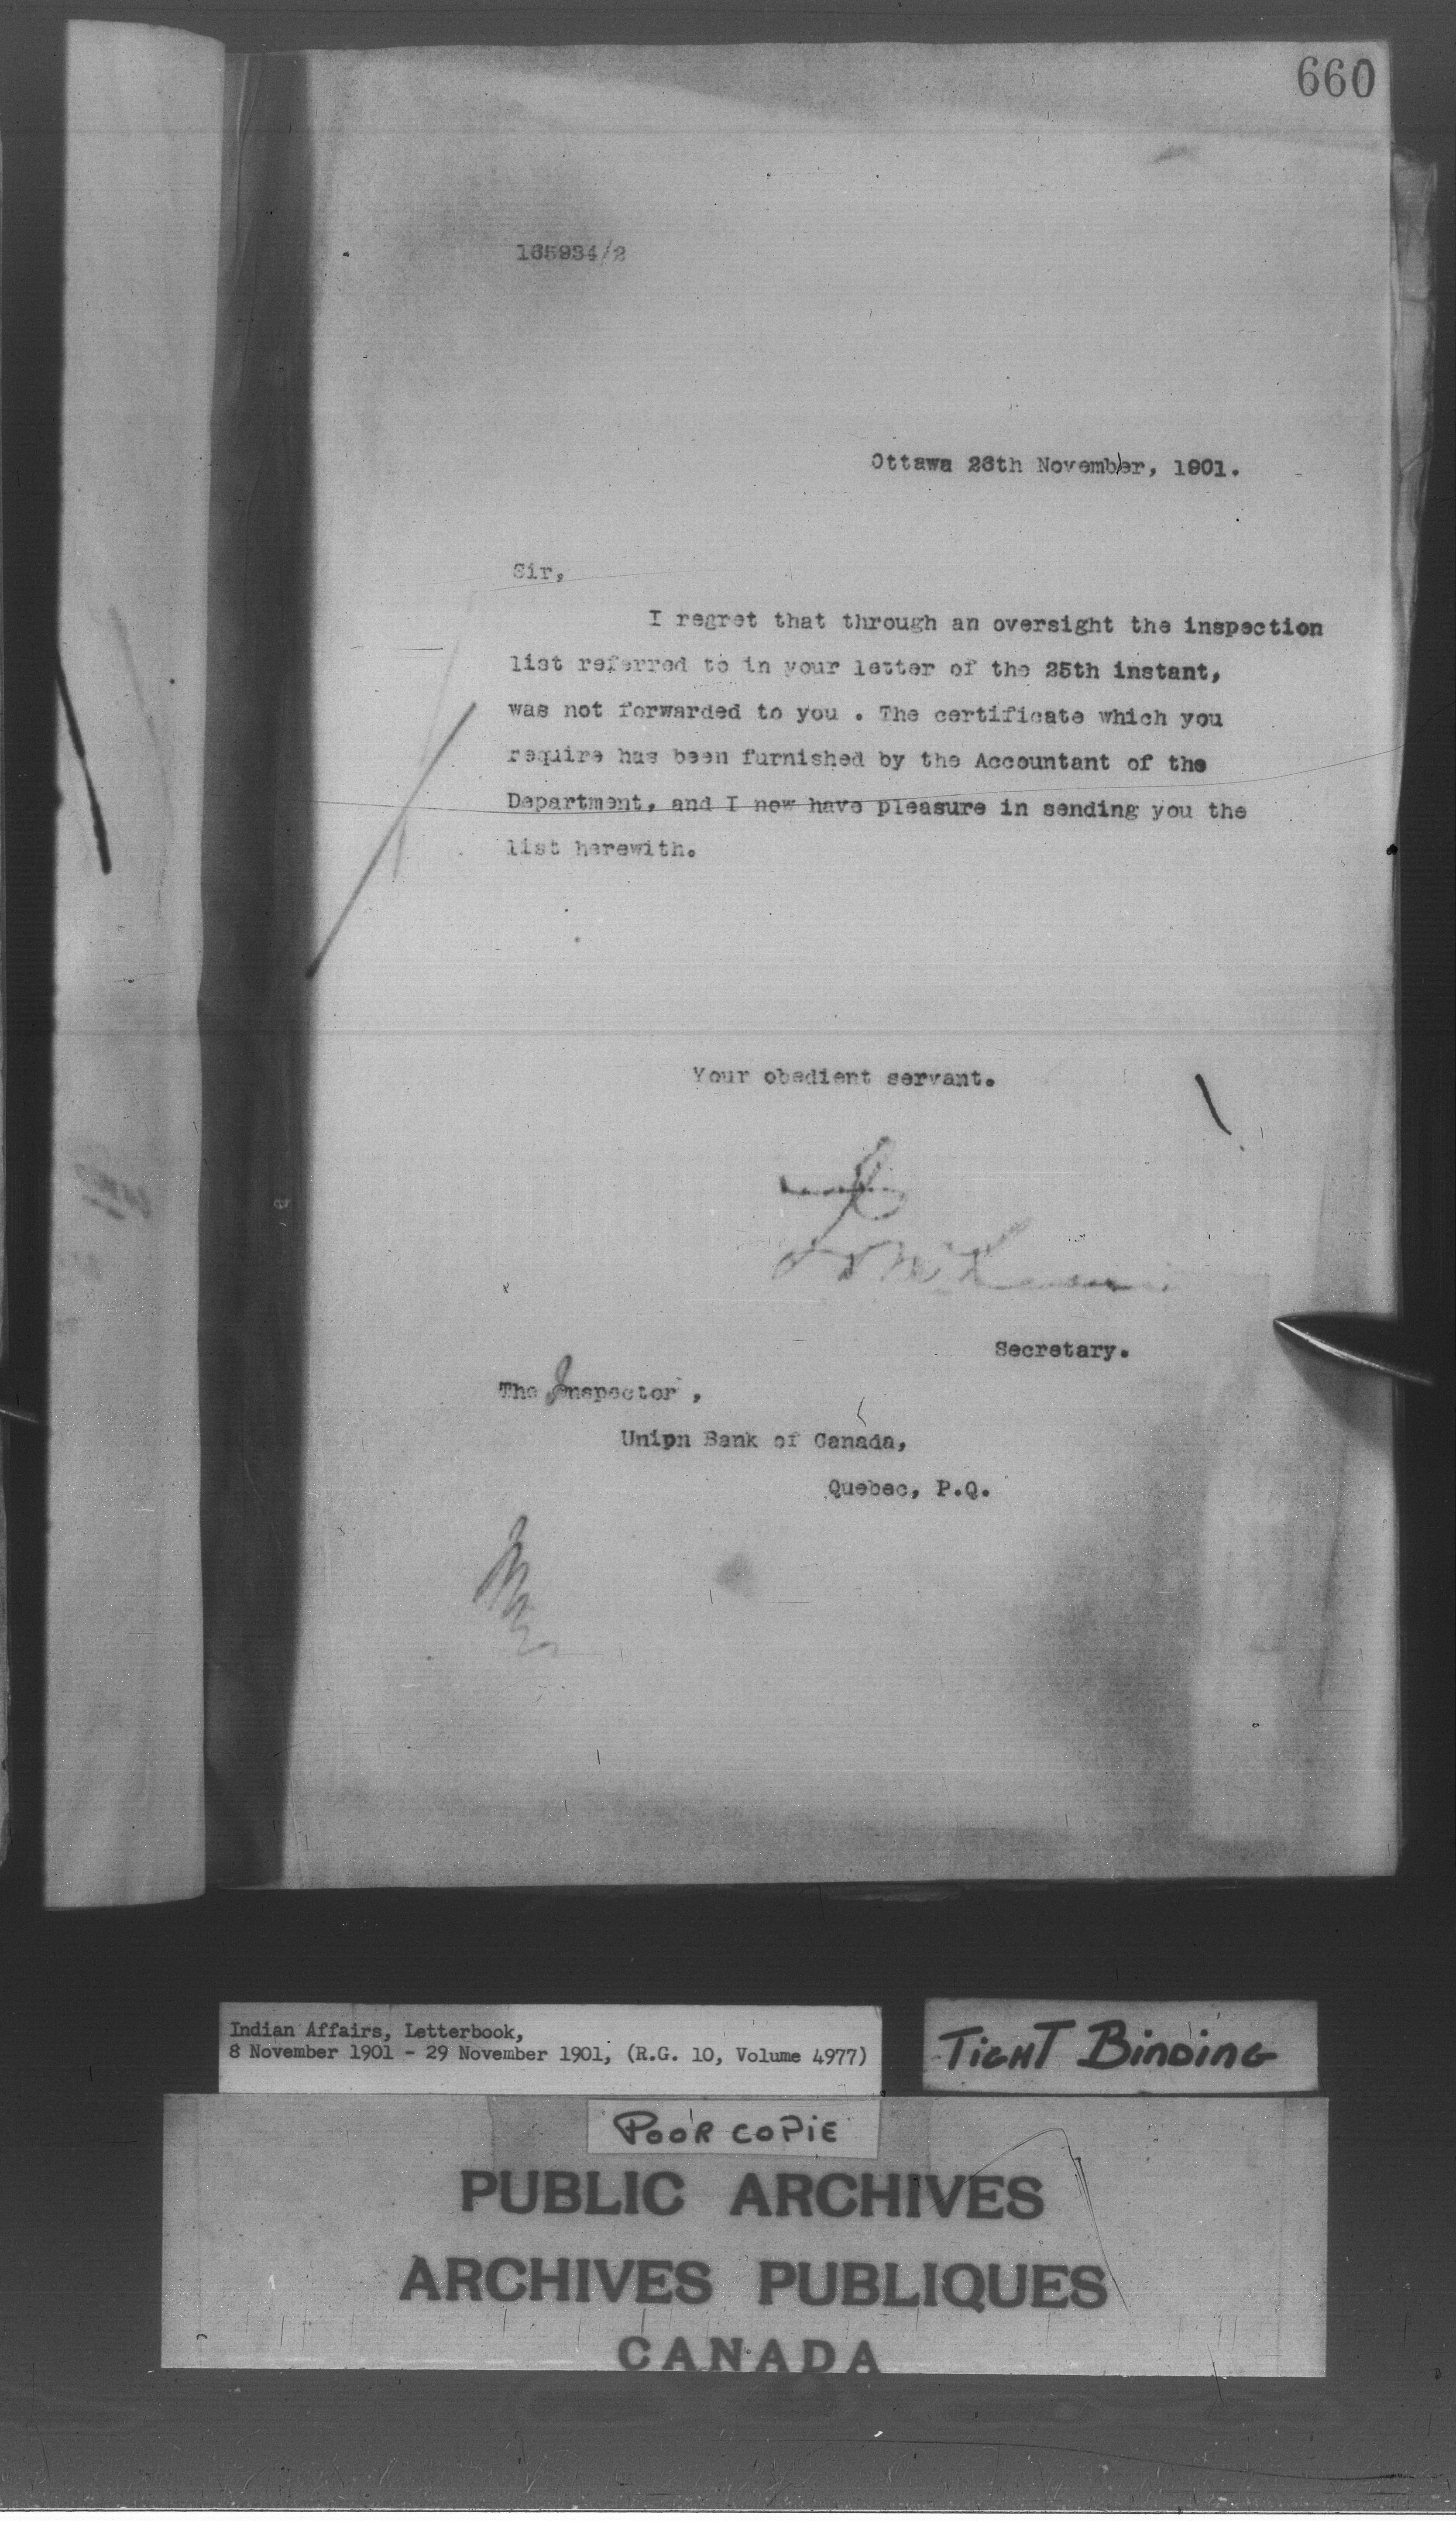 660
165934/2
Ottawa 26th November, 1901.
Sir,
I regret that through an oversight the inspection
list referred to in your letter of the 25th instant,
was not forwarded to you . The certificate which you
require has been furnished by the Accountant of the
Department, and I now have pleasure in sending you the
list herewith.
Your obedient servant.
Secretary.
The Inspector ,
Unipn Bank of Canada,
Quebec, P.Q.
Indian Affairs, Letterbook,
8 November 1901 - 29 November 1901, (R.G. 10, Volume 4977)
TIGHT BINDING
POOR COPIE
PUBLIC ARCHIVES
ARCHIVES PUBLIQUES
CANADA